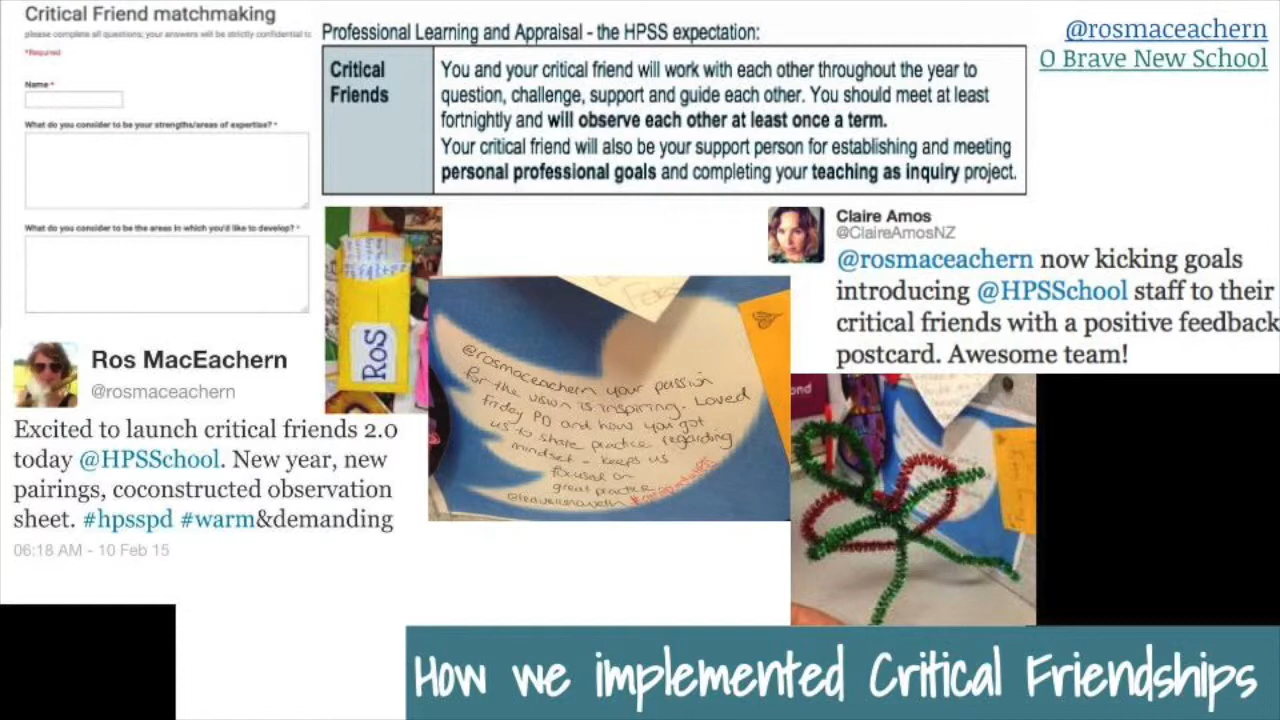 Critical Friend matchmaking
please complete all questions; your answers will be strictly confidential to
*Required
Name *
What do you consider to be your strengths/areas of expertise? *
What do you consider to be the areas in which you'd like to develop? *
Professional Learning and Appraisal - the HPSS expectation:
Critical
Friends
You and your critical friend will work with each other throughout the year to
question, challenge, support and guide each other. You should meet at least
fortnightly and will observe each other at least once a term.
Your critical friend will also be your support person for establishing and meeting
personal professional goals and completing your teaching as inquiry project.
@rosmaceachern
O Brave New School
Claire Amos
@ClaireAmosNZ
@rosmaceachern now kicking goals
introducing @HPSSchool staff to their
critical friends with a positive feedback
postcard. Awesome team!
RoS
@rosmaceachern your passion
for the vision is inspiring. Loved
Friday PD and how you got
us to share practice regarding
mindset - keeps us
focused on
great practice
Ros MacEachern
@rosmaceachern
Excited to launch critical friends 2.0
today @HPSSchool. New year, new
pairings, coconstructed observation
sheet. #hpsspd #warm&demanding
06:18 AM - 10 Feb 15
How we implemented Critical Friendships